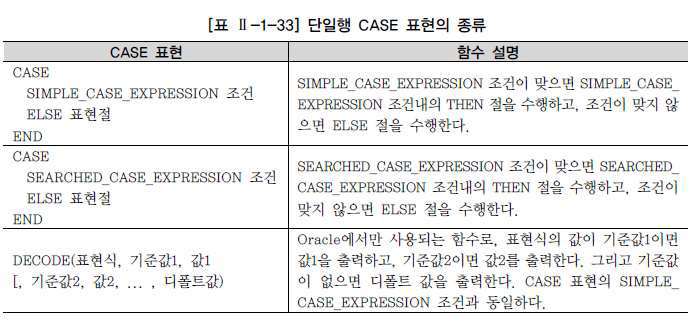 [표 Ⅱ-1-33] 단일행 CASE 표현의 종류
CASE 표현
함수 설명
CASE
SIMPLE_CASE_EXPRESSION 조건
ELSE 표현절
END
SIMPLE_CASE_EXPRESSION 조건이 맞으면 SIMPLE_CASE_
EXPRESSION 조건내의 THEN 절을 수행하고, 조건이 맞지 않
으면 ELSE 절을 수행한다.
CASE
SEARCHED_CASE_EXPRESSION 조건
ELSE 표현절
END
SEARCHED_CASE_EXPRESSION 조건이 맞으면 SEARCHED_
CASE_EXPRESSION 조건내의 THEN 절을 수행하고, 조건이
맞지 않으면 ELSE 절을 수행한다.
DECODE(표현식, 기준값1, 값1
[, 기준값2, 값2, ... , 디폴트값)
Oracle에서만 사용되는 함수로, 표현식의 값이 기준값1이면
값1을 출력하고, 기준값2이면 값2를 출력한다. 그리고 기준값
이 없으면 디폴트 값을 출력한다. CASE 표현의 SIMPLE_
CASE_EXPRESSION 조건과 동일하다.